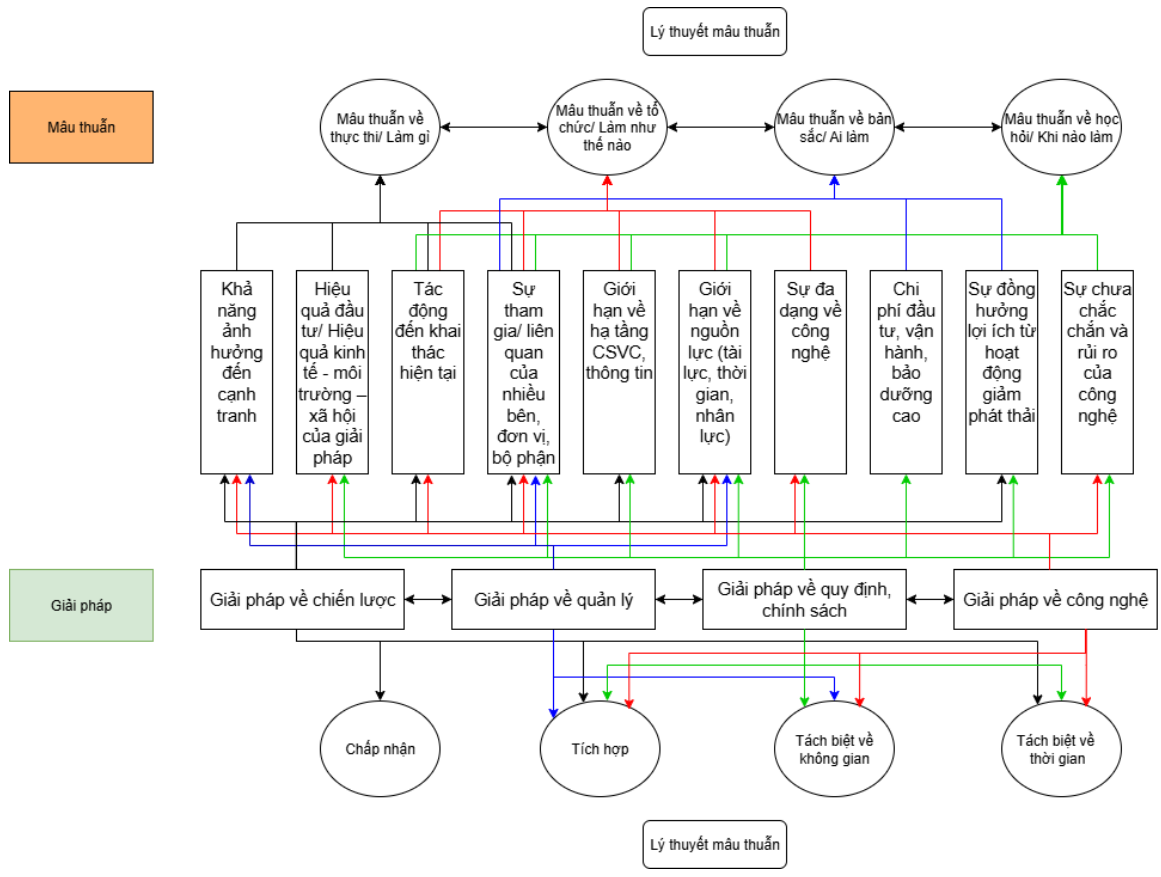 Lý thuyết mâu thuẫn
Mâu thuẫn
Mâu thuẫn về
thực thi/ Làm gì
Mâu thuẫn về tổ
chức/ Làm như
thế nào
Mâu thuẫn về bản
sắc/ Ai làm
Mâu thuẫn về học
hỏi/ Khi nào làm
Khả
năng ảnh
hưởng
đến
cạnh
tranh
Hiệu
quả đầu
tư/ Hiệu
quả kinh
tế - môi
trường –
xã hội
của giải
pháp
Tác
động
đến khai
thác
hiện tại
Sự
tham
gia/ liên
quan
của
nhiều
bên,
đơn vị,
bộ phận
Giới
hạn về
hạ tầng
CSVC,
thông tin
Giới
hạn về
nguồn
lực (tài
lực, thời
gian,
nhân
lực)
Sự đa
dạng về
công
nghệ
Chi
phí đầu
tư, vận
hành,
bảo
dưỡng
cao
Sự đồng
hưởng
lợi ích từ
hoạt
động
giảm
phát thải
Sự chưa
chắc
chắn và
rủi ro
của công
nghệ
Giải pháp
Giải pháp về chiến lược
Giải pháp về quản lý
Giải pháp về quy định,
chính sách
Giải pháp về công nghệ
Chấp nhận
Tích hợp
Tách biệt về
không gian
Tách biệt về
thời gian
Lý thuyết mâu thuẫn